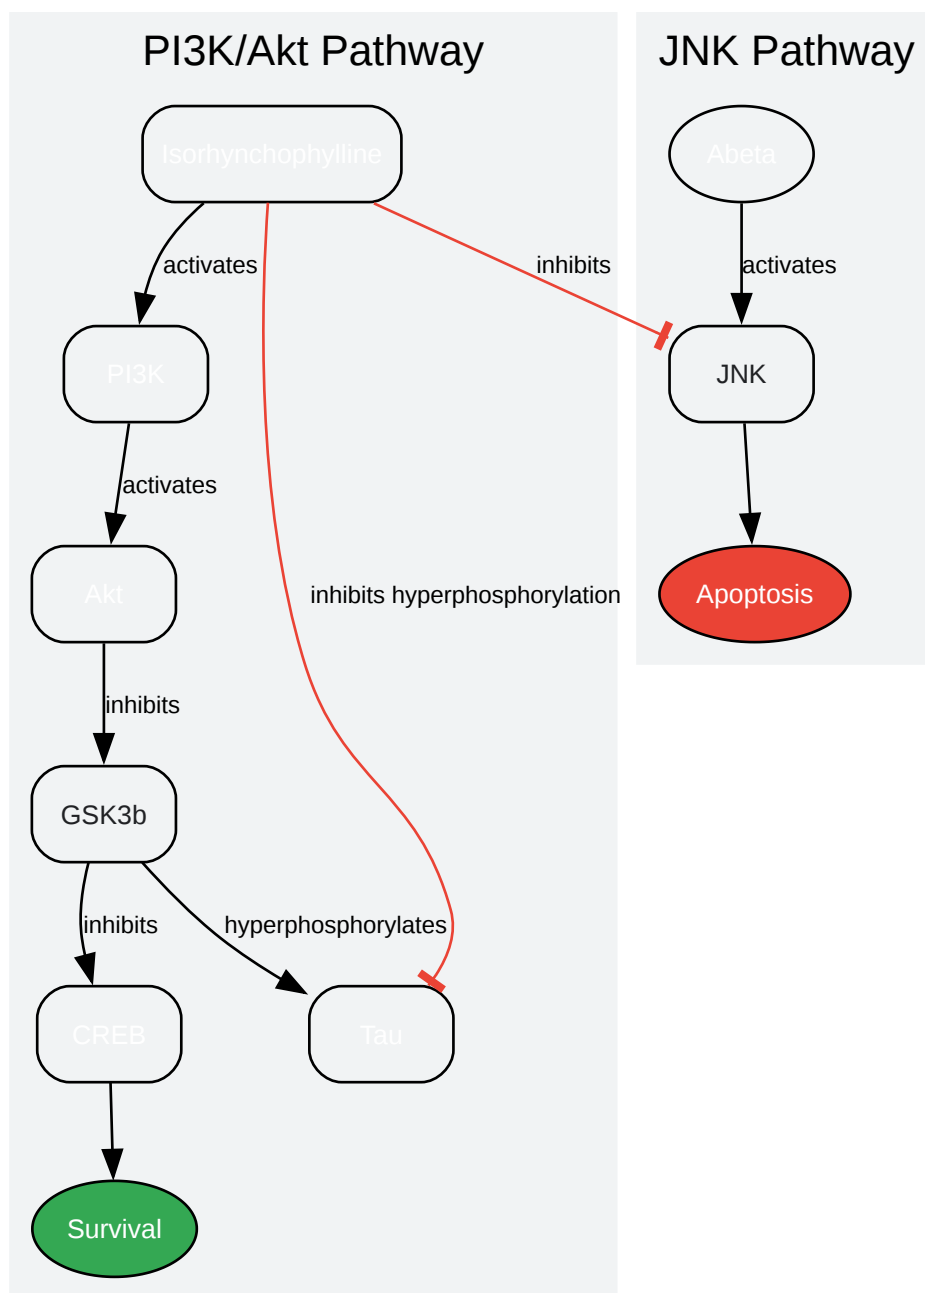 PI3K/Akt Pathway
JNK Pathway
Isorhynchophylline
Abeta
activates
inhibits
activates
PI3K
JNK
activates
Akt
inhibits hyperphosphorylation
Apoptosis
inhibits
GSK3b
inhibits
hyperphosphorylates
CREB
Tau
Survival